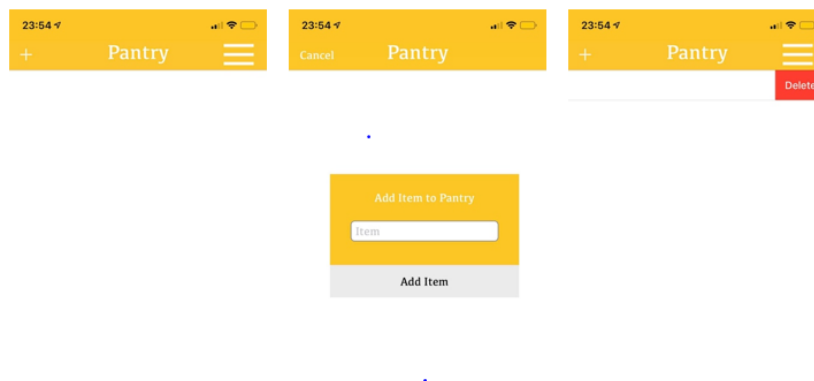 23:54
+ Pantry
23:54
Cancel Pantry
Add Item to Pantry
Item
Add Item
23:54
+ Pantry
Delete